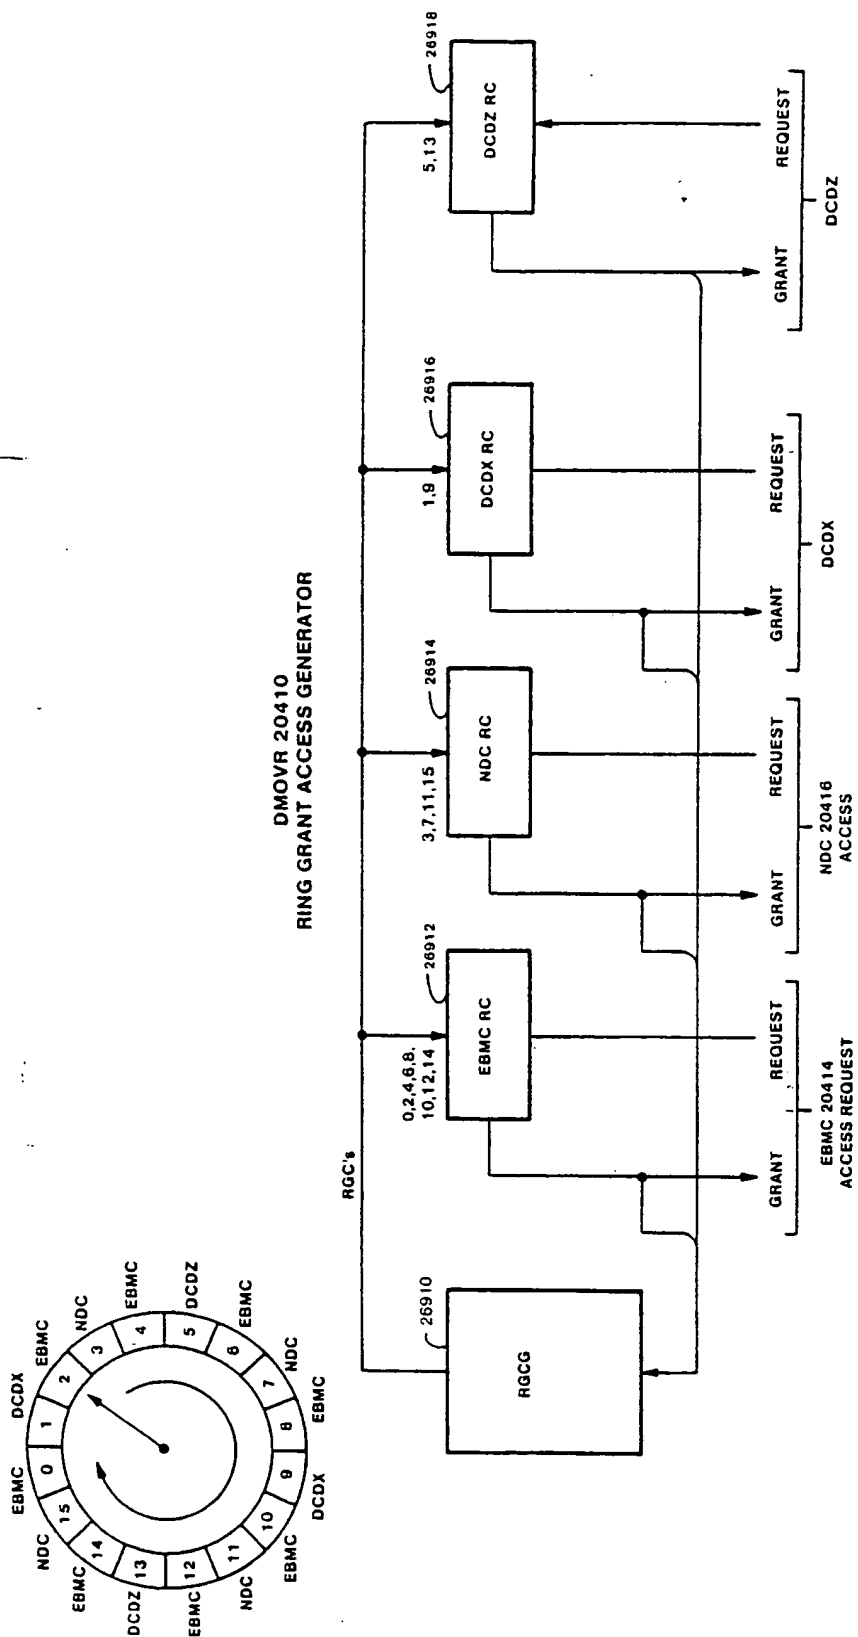 DMOVR 20410
RING GRANT ACCESS GENERATOR
EBMC
DCDX
EBMC
NDC
EBMC
DCDZ
EBMC
NDC
EBMC
DCDX
EBMC
NDC
EBMC
DCDZ
EBMC
NDC
0
1
2
3
4
5
6
7
8
9
10
11
12
13
14
15
RGC's
26910
RGCG
0,2,4,6,8,
10,12,14
26912
EBMC RC
3,7,11,15
26914
NDC RC
1,9
26916
DCDX RC
5,13
26918
DCDZ RC
GRANT
REQUEST
EBMC 20414
ACCESS REQUEST
GRANT
REQUEST
NDC 20416
ACCESS
GRANT
REQUEST
DCDX
GRANT
REQUEST
DCDZ